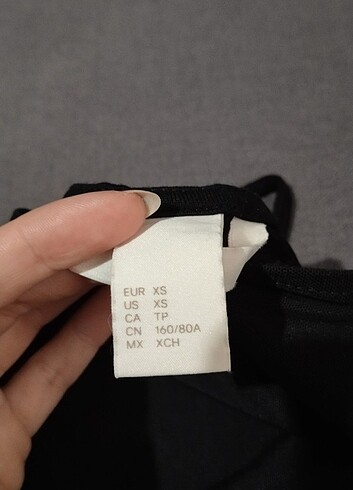 EUR XS
US XS
CA TP
CN 160/80A
MX XCH